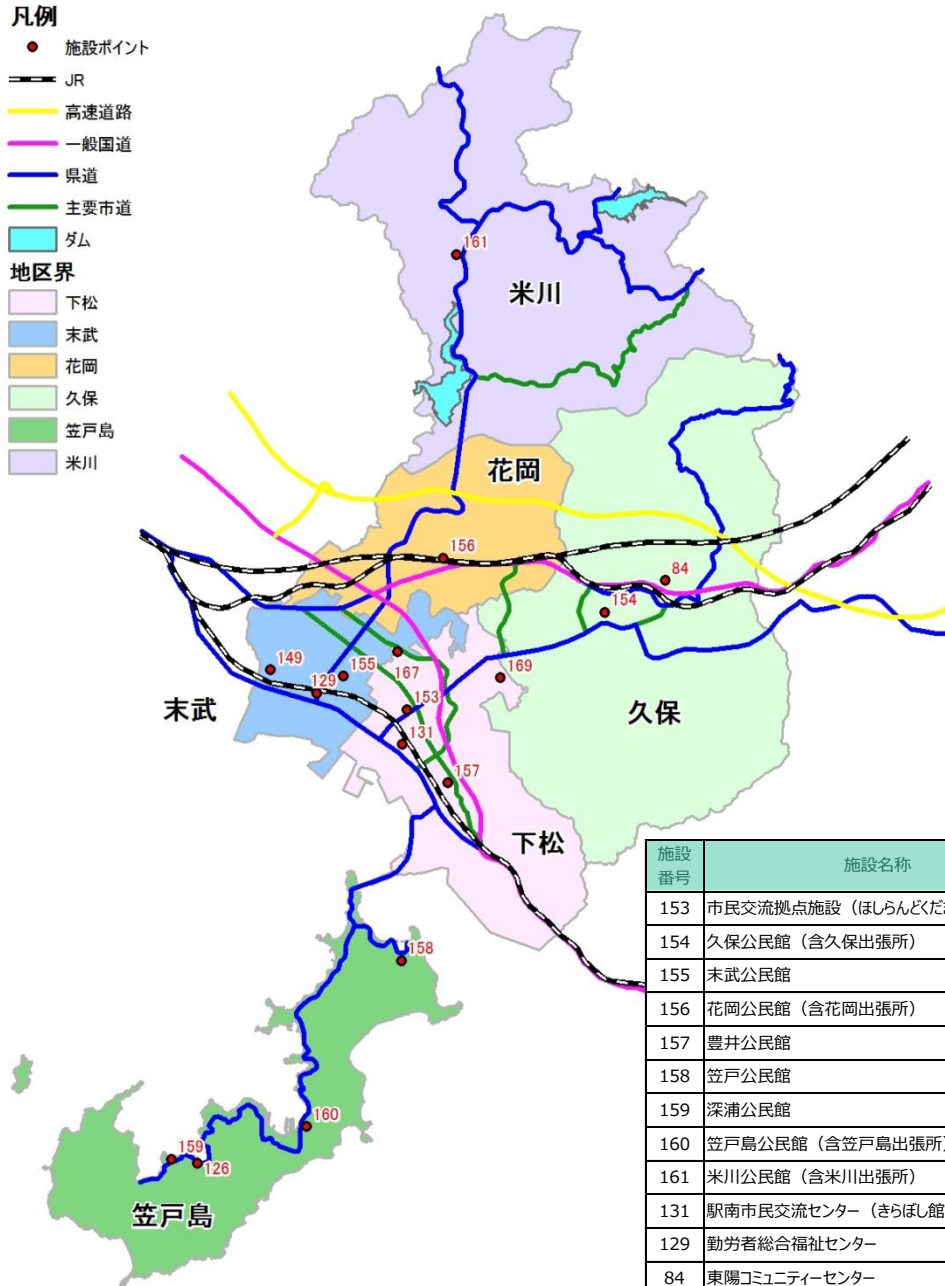 凡例
施設ポイント
JR
高速道路
一般国道
県道
主要市道
ダム
地区界
下松
末武
花岡
久保
笠戸島
米川
161
米川
花岡
156
84
154
149
155
167
169
129
153
末武
久保
131
157
下松
158
160
159
126
笠戸島
施設番号 施設名称
153 市民交流拠点施設（ほしらんどくだ
154 久保公民館（含久保出張所）
155 末武公民館
156 花岡公民館（含花岡出張所）
157 豊井公民館
158 笠戸公民館
159 深浦公民館
160 笠戸島公民館（含笠戸島出張所）
161 米川公民館（含米川出張所）
131 駅南市民交流センター（きらぼし館
129 勤労者総合福祉センター
84 東陽コミュニティーセンター